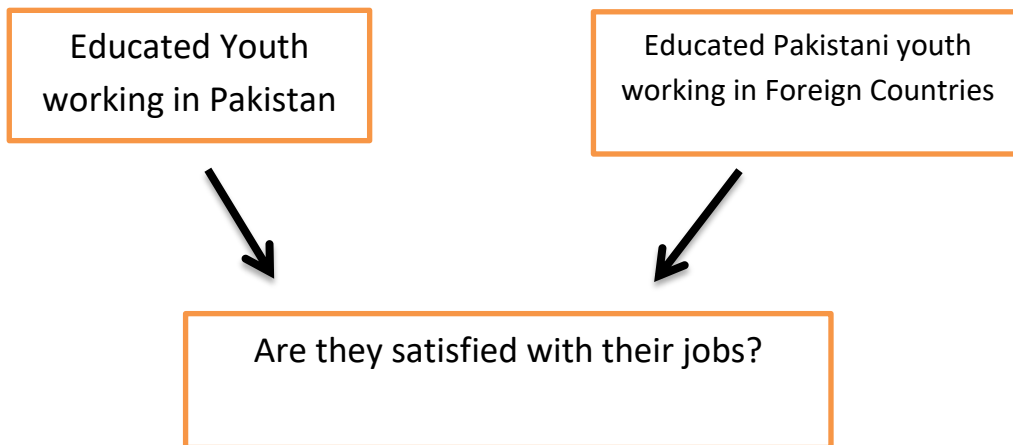 Educated Youth
working in Pakistan
Educated Pakistani youth
working in Foreign Countries
Are they satisfied with their jobs?